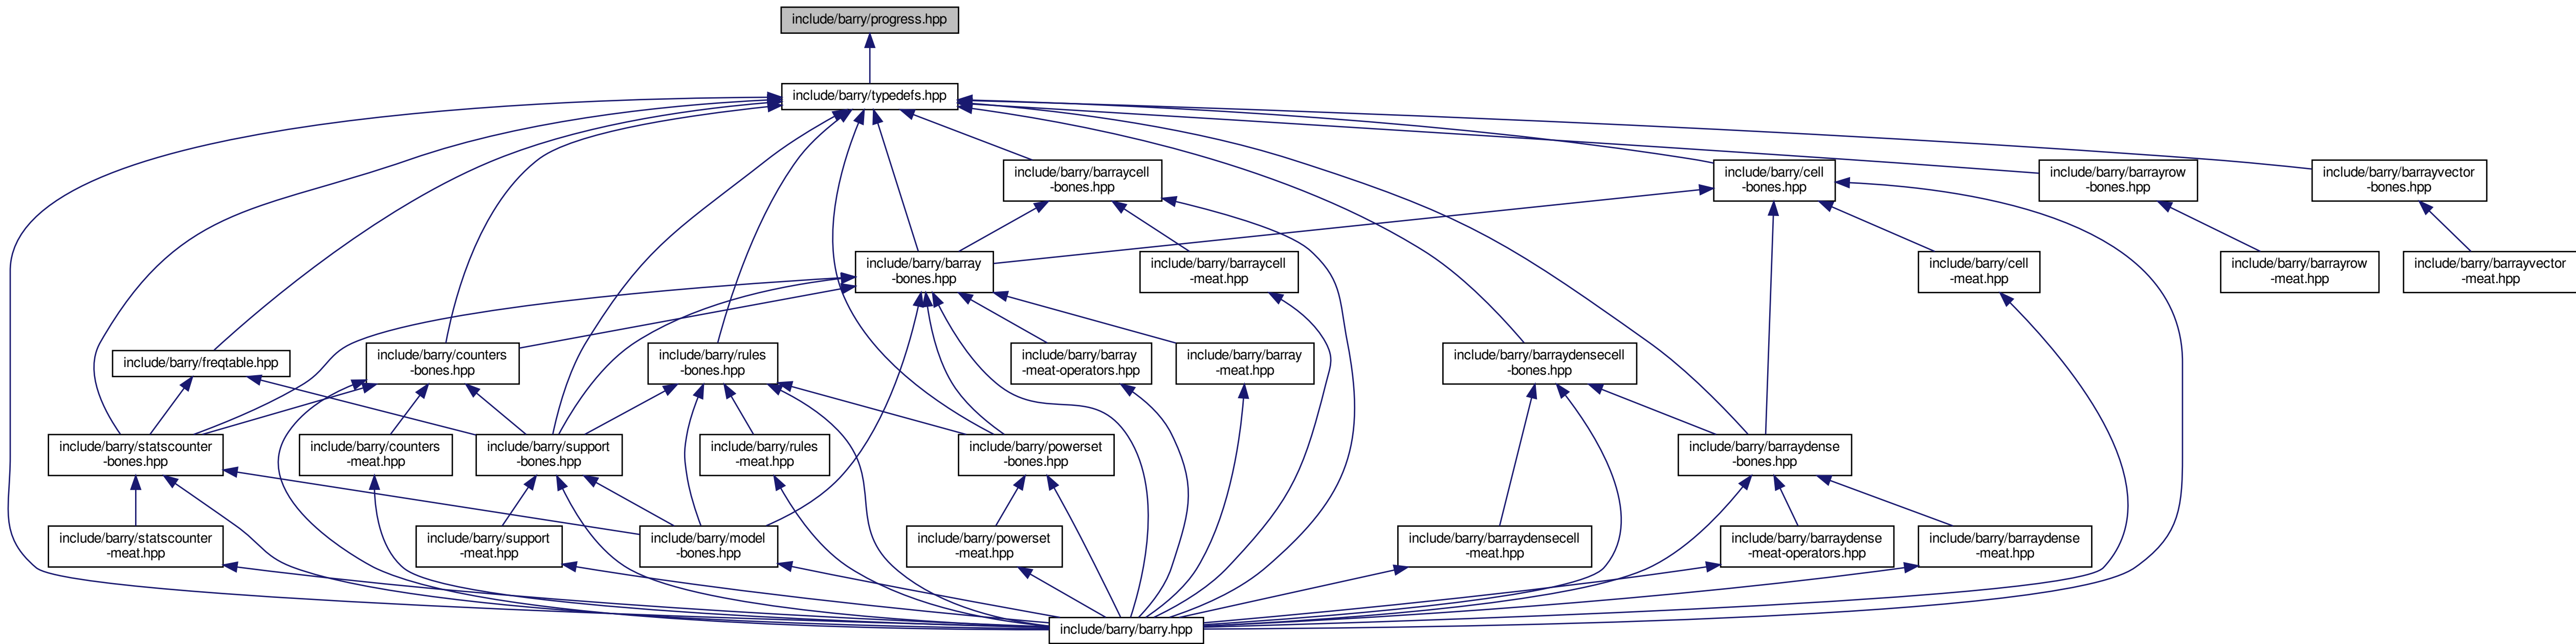 include/barry/progress.hpp
include/barry/typedefs.hpp
include/barry/barraycell
-bones.hpp
include/barry/cell
-bones.hpp
include/barry/barrayrow
-bones.hpp
include/barry/barrayvector
-bones.hpp
include/barry/barray
-bones.hpp
include/barry/barraycell
-meat.hpp
include/barry/cell
-meat.hpp
include/barry/barrayrow
-meat.hpp
include/barry/barrayvector
-meat.hpp
include/barry/freqtable.hpp
include/barry/counters
-bones.hpp
include/barry/rules
-bones.hpp
include/barry/barray
-meat-operators.hpp
include/barry/barray
-meat.hpp
include/barry/barraydensecell
-bones.hpp
include/barry/statscounter
-bones.hpp
include/barry/counters
-meat.hpp
include/barry/support
-bones.hpp
include/barry/rules
-meat.hpp
include/barry/powerset
-bones.hpp
include/barry/barraydense
-bones.hpp
include/barry/statscounter
-meat.hpp
include/barry/support
-meat.hpp
include/barry/model
-bones.hpp
include/barry/powerset
-meat.hpp
include/barry/barraydensecell
-meat.hpp
include/barry/barraydense
-meat-operators.hpp
include/barry/barraydense
-meat.hpp
include/barry/barry.hpp